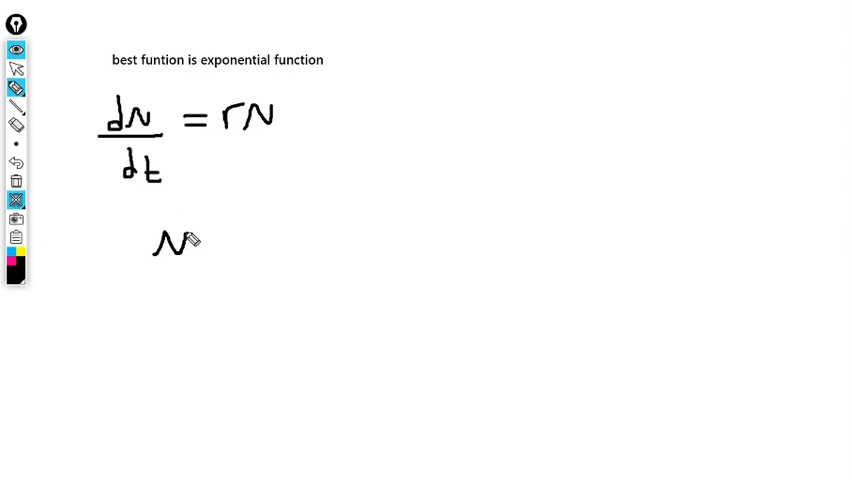 best funtion is exponential function
dN
= rN
dt
N